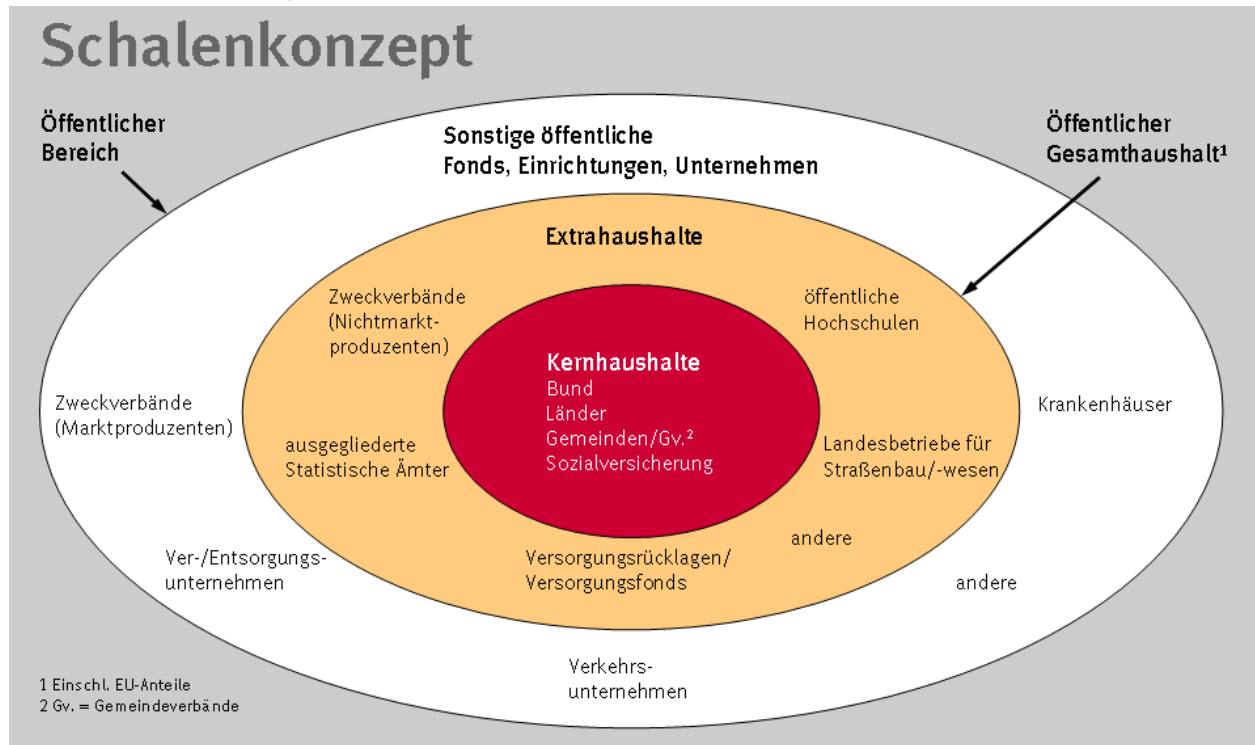 Schalenkonzept
Öffentlicher
Bereich
Sonstige öffentliche
Fonds, Einrichtungen, Unternehmen
Öffentlicher
Gesamthaushalt¹
Extrahaushalte
Zweckverbände
(Nichtmarkt-
produzenten)
öffentliche
Hochschulen
Kernhaushalte
Bund
Länder
Gemeinden/Gv.²
Sozialversicherung
Zweckverbände
(Marktproduzenten)
Krankenhäuser
ausgegliederte
Statistische Ämter
Landesbetriebe für
Straßenbau/-wesen
andere
Ver-/Entsorgungs-
unternehmen
Versorgungsrücklagen/
Versorgungsfonds
andere
Verkehrs-
unternehmen
1 Einschl. EU-Anteile
2 Gv. = Gemeindeverbände